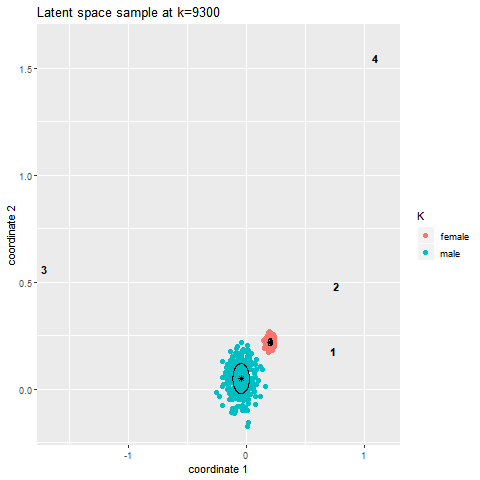 Latent space sample at k=9300
4
1.5
1.0
K
female
male
coordinate 2
3
0.5
2
1
0.0
-1
0
1
coordinate 1